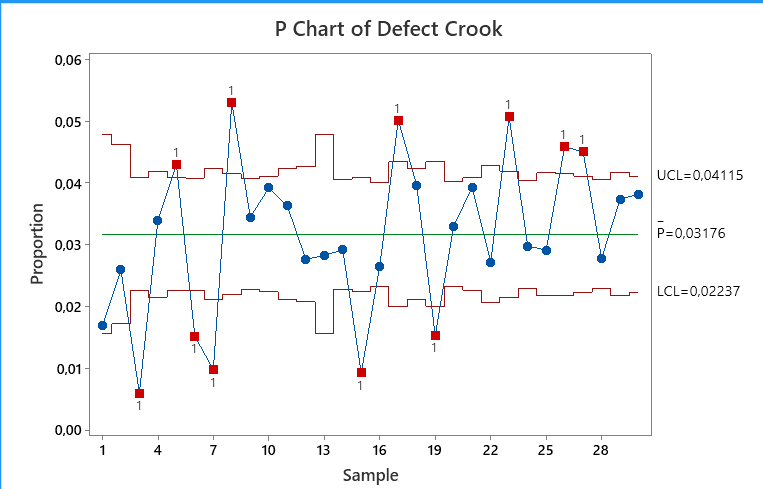 P Chart of Defect Crook
0,06
0,05
0,04
0,03
0,02
0,01
0,00
Proportion
1
1
1
1
1
1
1
1
1
1
1
1
UCL=0,04115
P̄=0,03176
LCL=0,02237
1 4 7 10 13 16 19 22 25 28
Sample